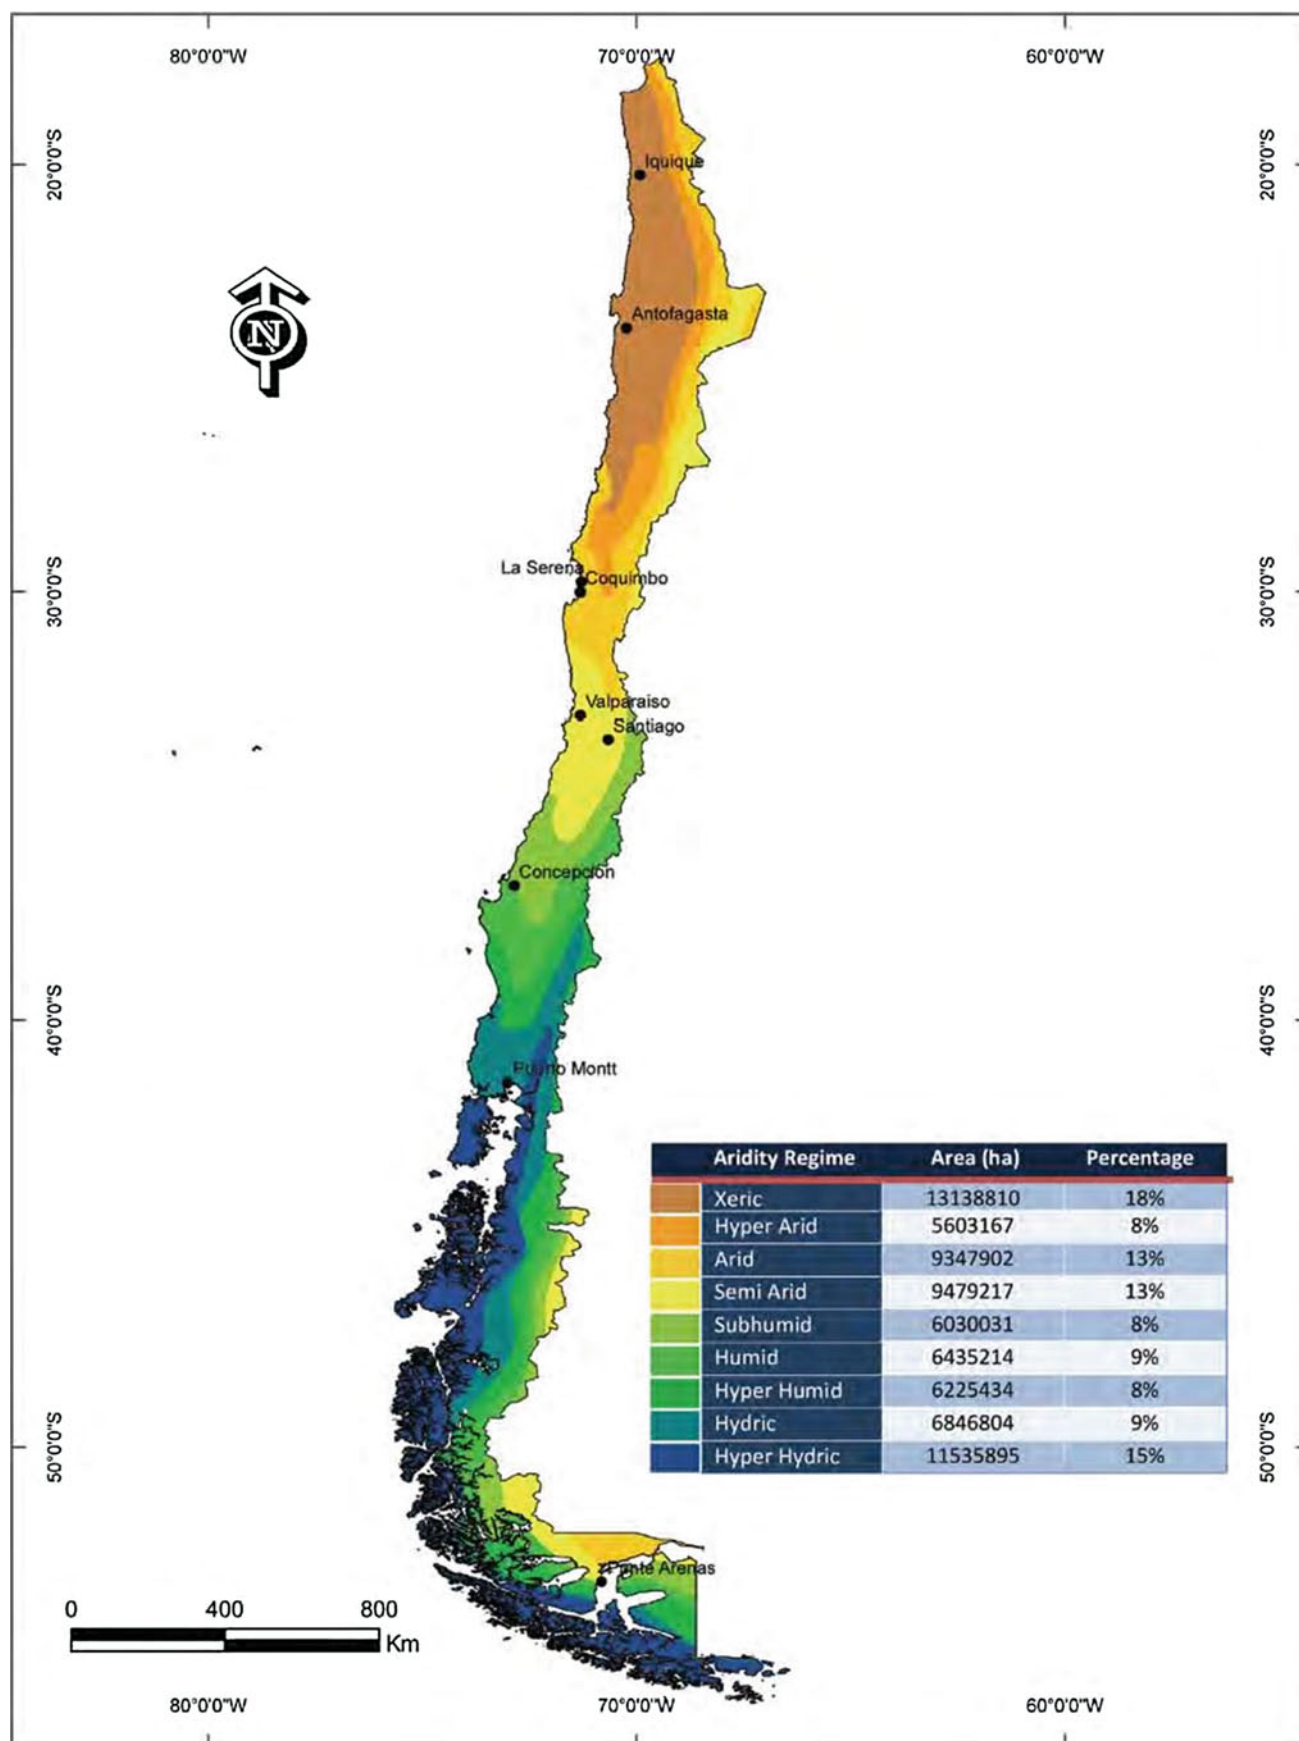 80°0'0"W 70°0'0"W 60°0'0"W
20°0'0"S 20°0'0"S
Iquique
N
Antofagasta
La Serena
Coquimbo
30°0'0"S 30°0'0"S
Valparaiso
Santiago
Concepción
40°0'0"S 40°0'0"S
Puerto Montt
Aridity Regime Area (ha) Percentage
Xeric 13138810 18%
Hyper Arid 5603167 8%
Arid 9347902 13%
Semi Arid 9479217 13%
Subhumid 6030031 8%
Humid 6435214 9%
Hyper Humid 6225434 8%
Hydric 6846804 9%
Hyper Hydric 11535895 15%
50°0'0"S 50°0'0"S
Arenas
0 400 800
Km
80°0'0"W 70°0'0"W 60°0'0"W